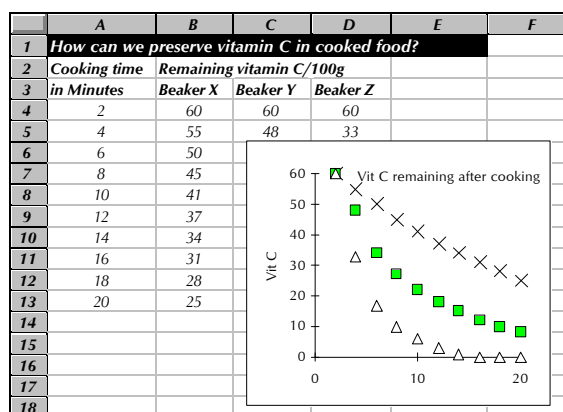 A B C D E F
1 How can we preserve vitamin C in cooked food?
2 Cooking time Remaining vitamin C/100g
3 in Minutes Beaker X Beaker Y Beaker Z
4 2 60 60 60
5 4 55 48 33
6 6 50
7 8 45
8 10 41
9 12 37
10 14 34
11 16 31
12 18 28
13 20 25
14
15
16
17
18
Vit C remaining after cooking
Vit C
60
50
40
30
20
10
0
0 10 20